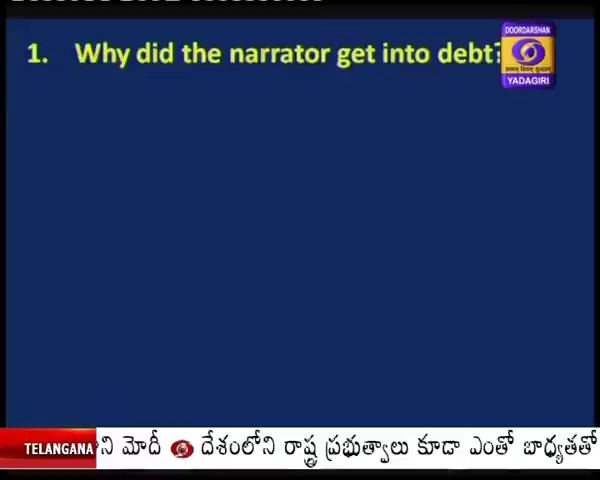 1. Why did the narrator get into debt?
DOORDARSHAN
YADAGIRI
TELANGANA
ని మోదీ దేశంలోని రాష్ట్ర ప్రభుత్వాలు కూడా ఎంతో బాధ్యతతో